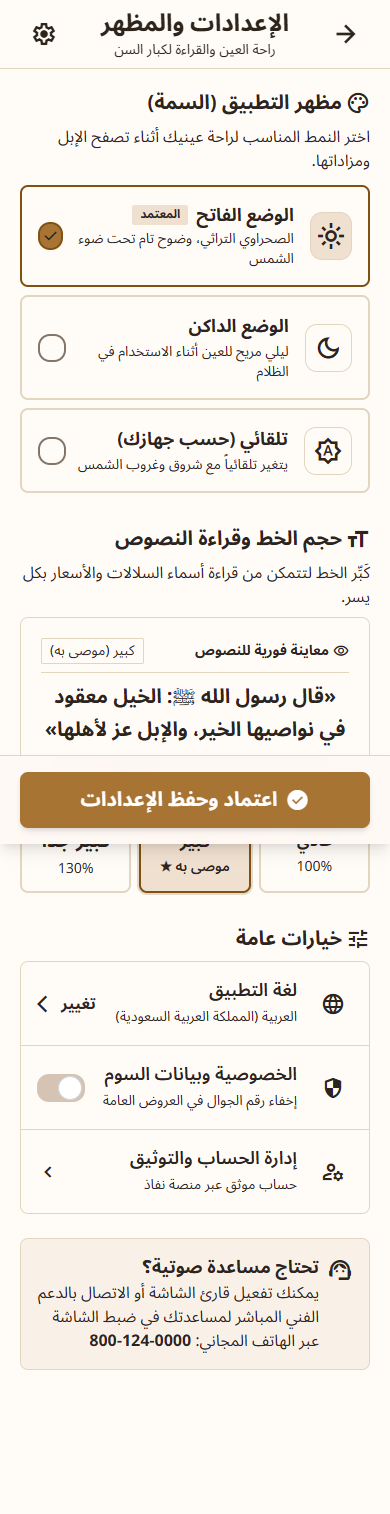 الإعدادات والمظهر
راحة العين والقراءة لكبار السن
مظهر التطبيق (السمة)
اختر النمط المناسب لراحة عينيك أثناء تصفح الإبل
ومزاداتها.
الوضع الفاتح المعتمد
الصحراوي التراثي، وضوح تام تحت ضوء
الشمس
الوضع الداكن
ليلي مريح للعين أثناء الاستخدام في
الظلام
تلقائي (حسب جهازك)
يتغير تلقائياً مع شروق وغروب الشمس
حجم الخط وقراءة النصوص
كَبِّر الخط لتتمكن من قراءة أسماء السلالات والأسعار بكل
يسر.
معاينة فورية للنصوص كبير (موصى به)
«قال رسول الله ﷺ: الخيل معقود
في نواصيها الخير، والإبل عز لأهلها»
اعتماد وحفظ الإعدادات
100% موصى به ★ 130%
خيارات عامة
لغة التطبيق
العربية (المملكة العربية السعودية)
تغيير
الخصوصية وبيانات السوم
إخفاء رقم الجوال في العروض العامة
إدارة الحساب والتوثيق
حساب موثق عبر منصة نفاذ
تحتاج مساعدة صوتية؟
يمكنك تفعيل قارئ الشاشة أو الاتصال بالدعم
الفني المباشر لمساعدتك في ضبط الشاشة
عبر الهاتف المجاني: 0000-124-800